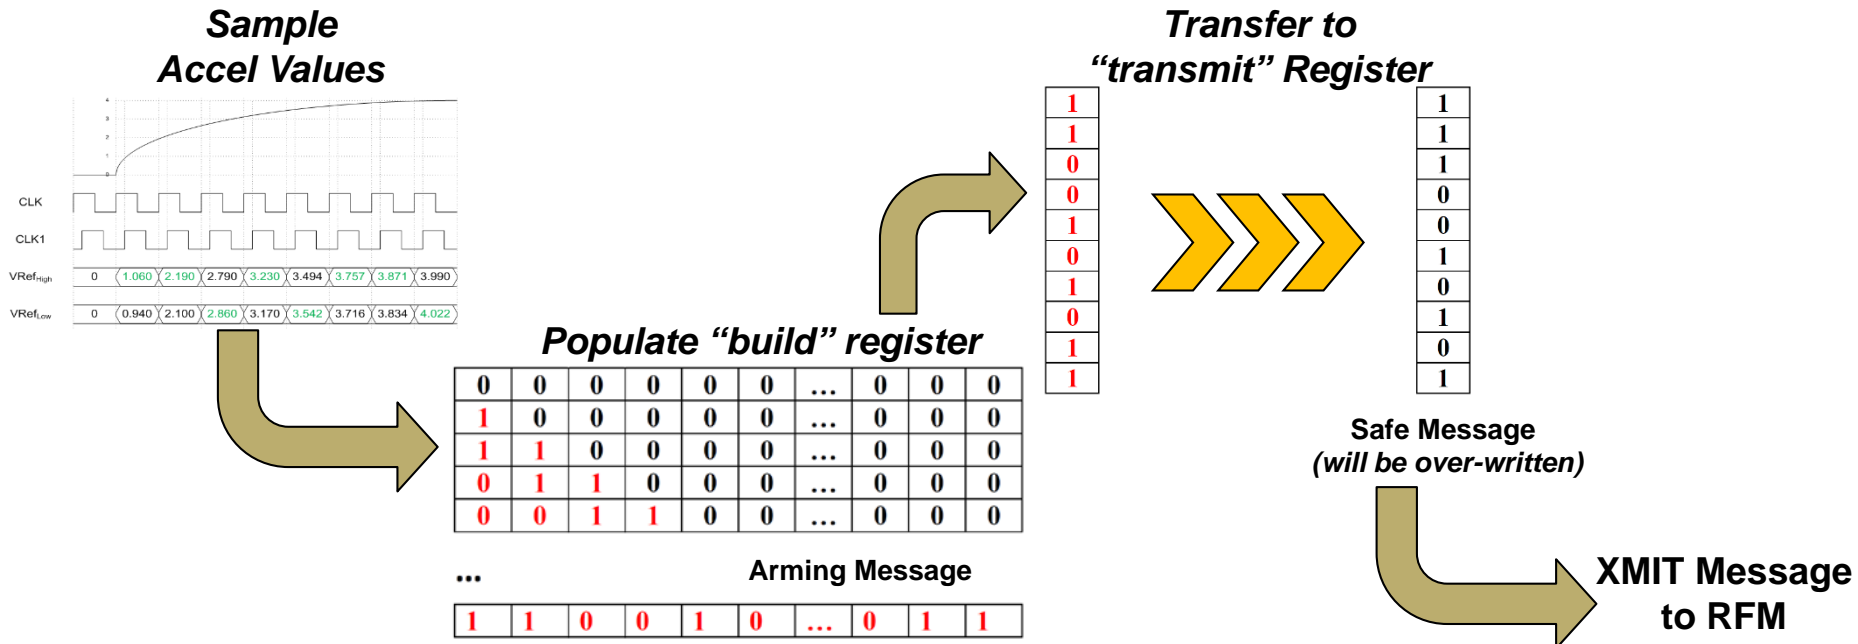 Sample
Accel Values
4
3
2
1
0
CLK
CLK1
VRefHigh 0 1.060 2.190 2.790 3.230 3.494 3.757 3.871 3.990
VRefLow 0 0.940 2.100 2.860 3.170 3.542 3.716 3.834 4.022
Populate “build” register
0 0 0 0 0 0 ... 0 0 0
1 0 0 0 0 0 ... 0 0 0
1 1 0 0 0 0 ... 0 0 0
0 1 1 0 0 0 ... 0 0 0
0 0 1 1 0 0 ... 0 0 0
...
Arming Message
1 1 0 0 1 0 ... 0 1 1
Transfer to
“transmit” Register
1
1
0
0
1
0
1
0
1
1
1
1
1
0
0
1
0
1
0
1
Safe Message
(will be over-written)
XMIT Message
to RFM